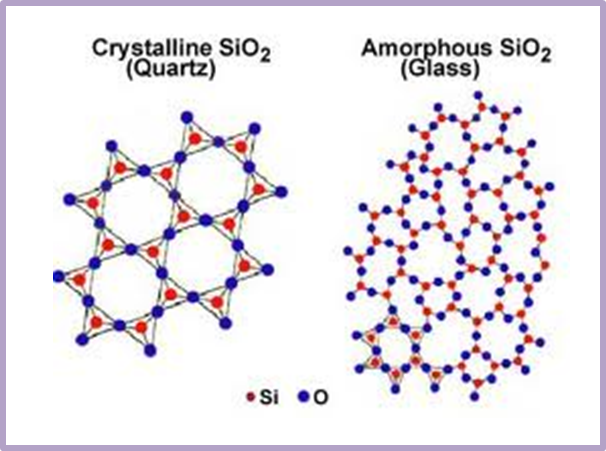 Crystalline SiO2
(Quartz)
Amorphous SiO2
(Glass)
Si O